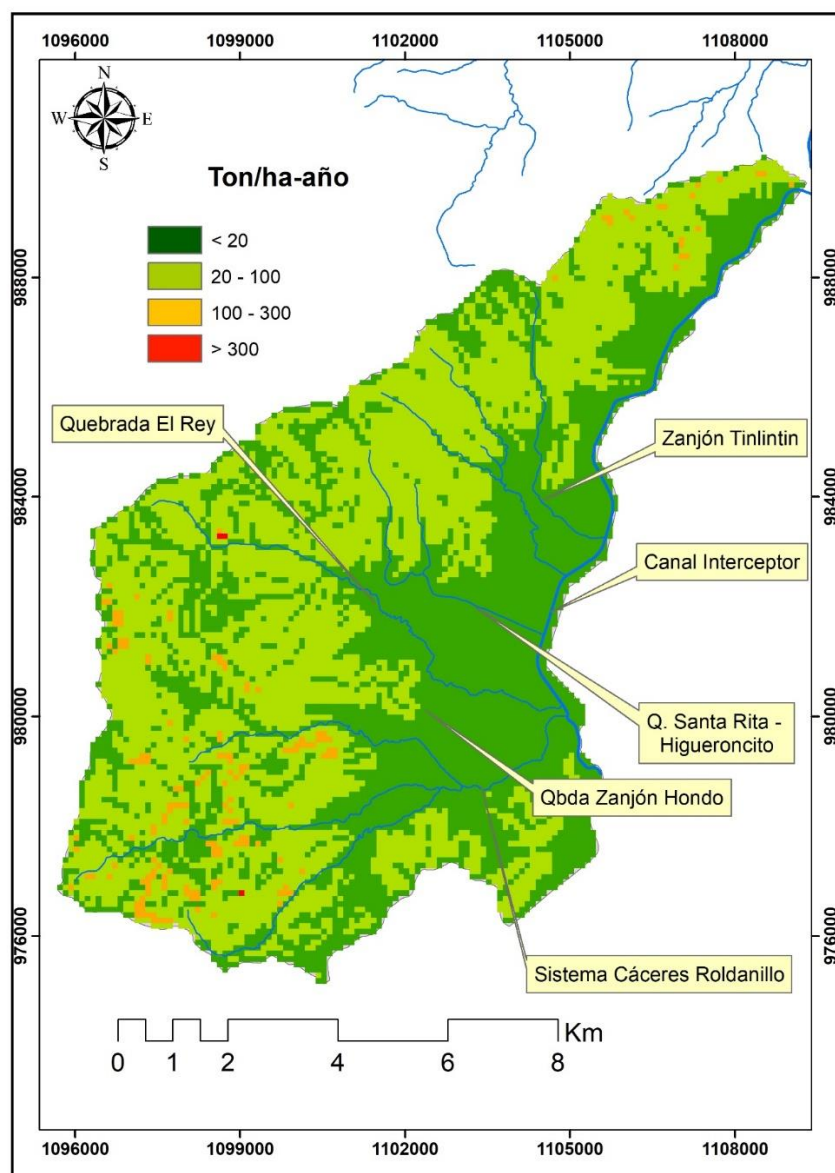 1096000 1099000 1102000 1105000 1108000
N
W E
S
Ton/ha-año
< 20
20 - 100
100 - 300
> 300
988000 988000
Quebrada El Rey
Zanjón Tinlintin
984000 984000
Canal Interceptor
980000 980000
Q. Santa Rita -
Higueroncito
Qbda Zanjón Hondo
976000 976000
Sistema Cáceres Roldanillo
Km
0 1 2 4 6 8
1096000 1099000 1102000 1105000 1108000